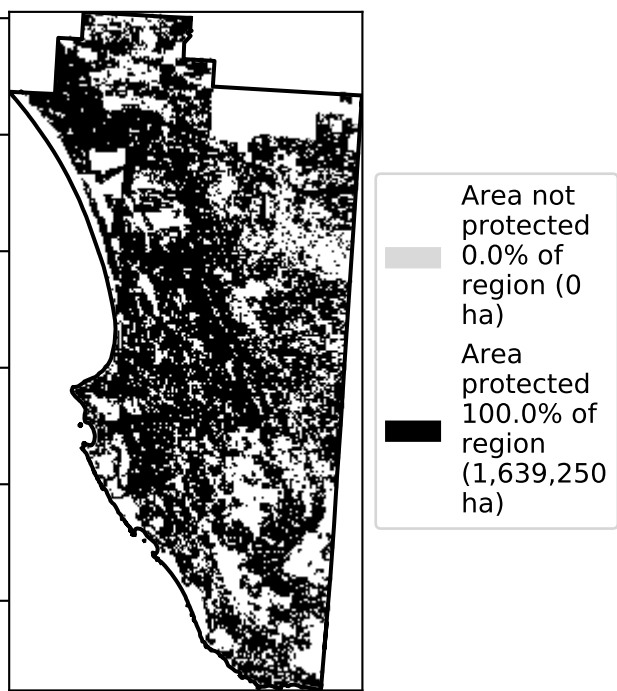 Area not
protected
0.0% of
region (0
ha)
Area
protected
100.0% of
region
(1,639,250
ha)